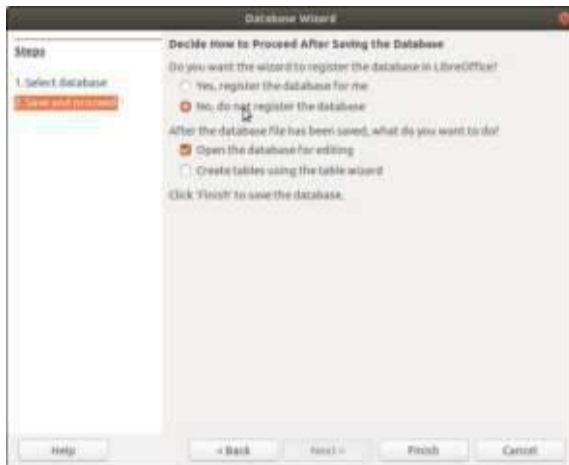 Database Wizard
Steps
1. Select database
2. Save and proceed
Decide How to Proceed After Saving the Database
Do you want the wizard to register the database in LibreOffice?
Yes, register the database for me
No, do not register the database
After the database file has been saved, what do you want to do?
Open the database for editing
Create tables using the table wizard
Click 'Finish' to save the database.
Help
< Back
Next >
Finish
Cancel